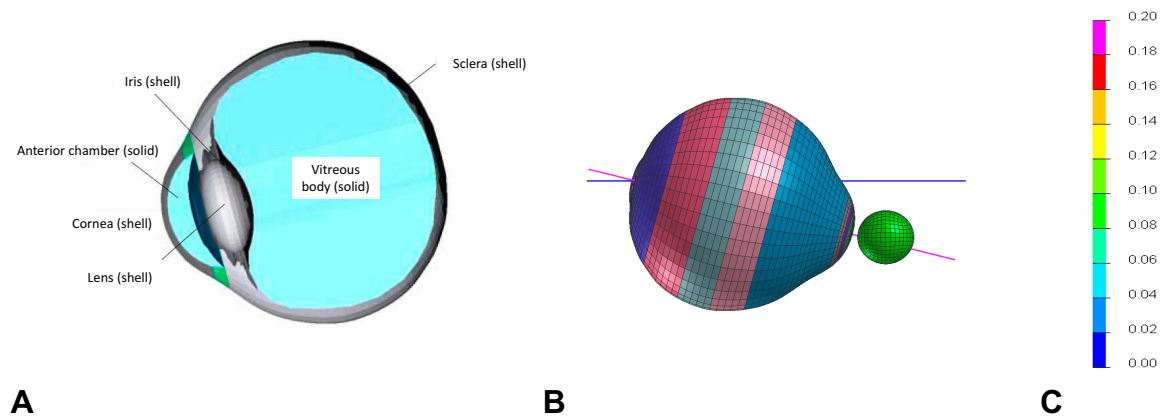 Iris (shell)
Sclera (shell)
Anterior chamber (solid)
Vitreous
body (solid)
Cornea (shell)
Lens (shell)
0.20
0.18
0.16
0.14
0.12
0.10
0.08
0.06
0.04
0.02
0.00
A
B
C